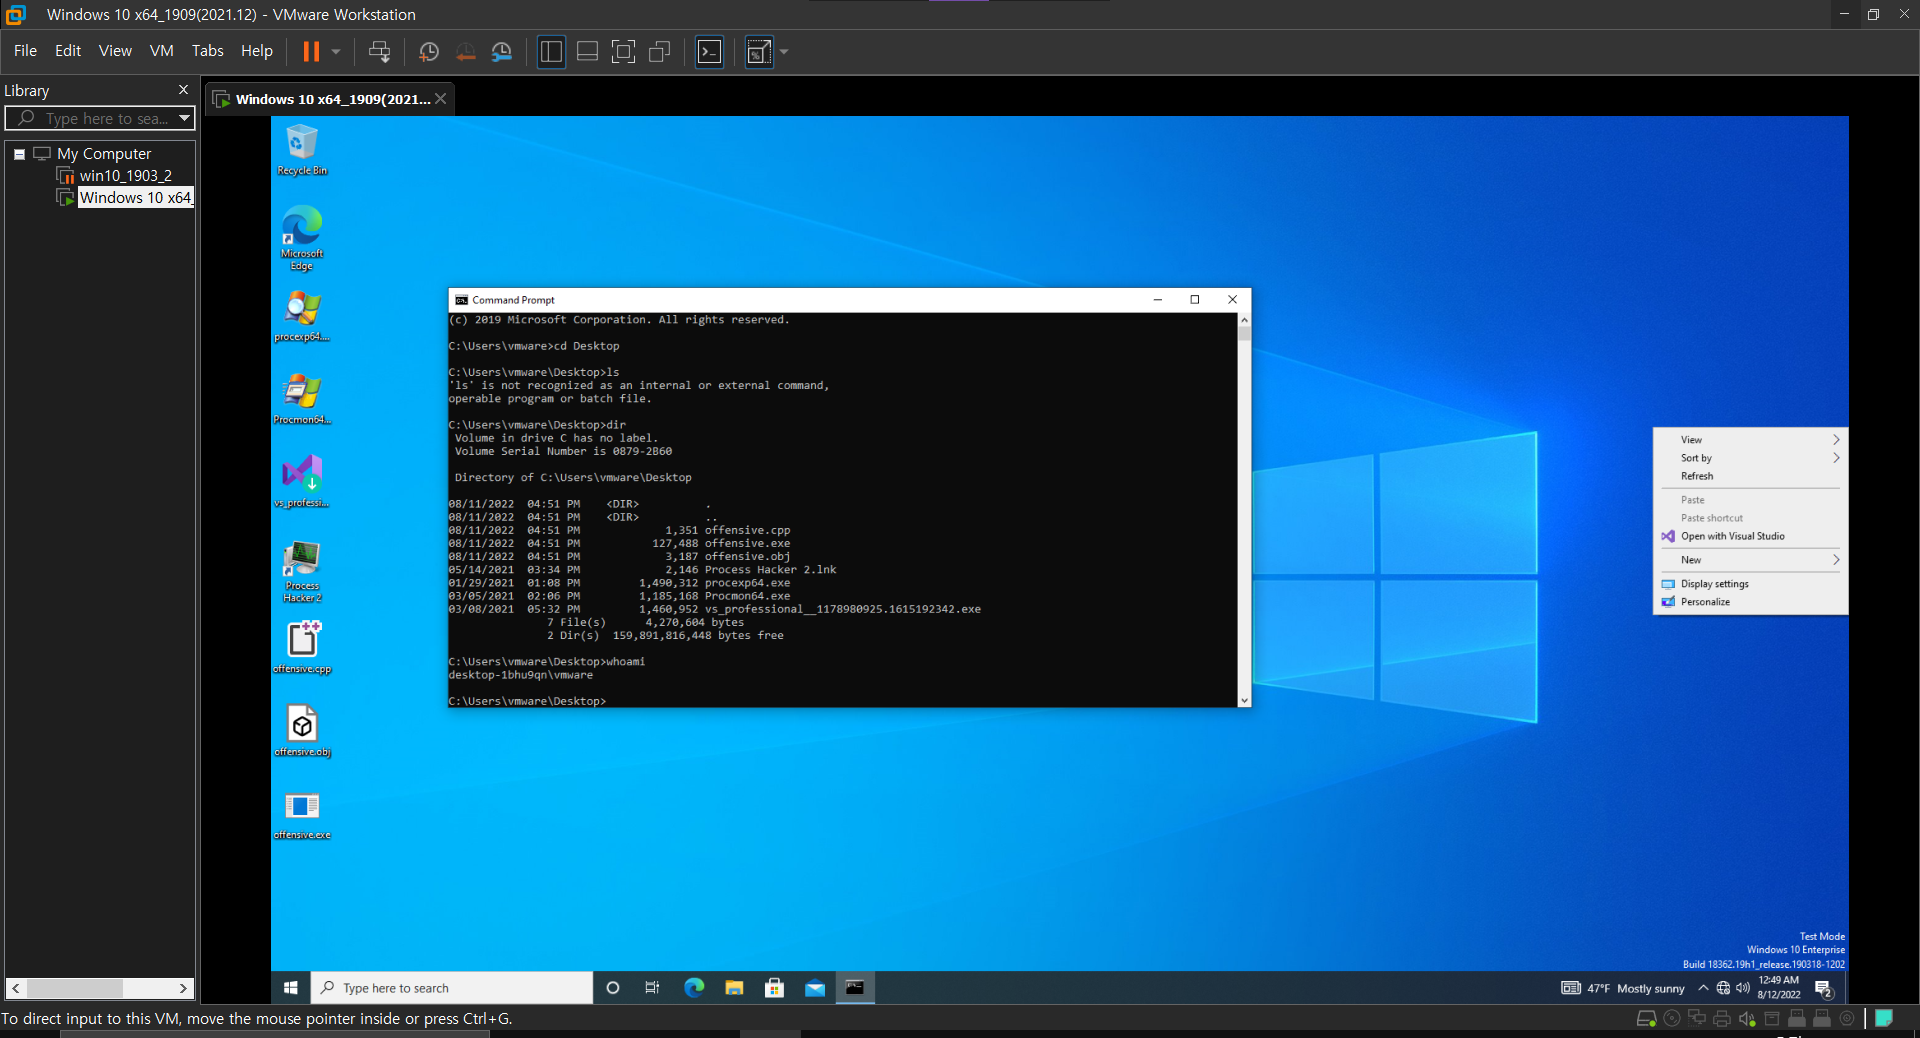 Windows 10 x64_1909(2021.12) - VMware Workstation
File Edit View VM Tabs Help
Library
Type here to sea...
My Computer
win10_1903_2
Windows 10 x64_
Windows 10 x64_1909(2021...
Recycle Bin
Microsoft
Edge
procexp64....
Procmon64...
vs_professi...
Process
Hacker 2
offensive.cpp
offensive.obj
offensive.exe
Command Prompt
(c) 2019 Microsoft Corporation. All rights reserved.
C:\Users\vmware>cd Desktop
C:\Users\vmware\Desktop>ls
'ls' is not recognized as an internal or external command,
operable program or batch file.
C:\Users\vmware\Desktop>dir
Volume in drive C has no label.
Volume Serial Number is 0879-2B60
Directory of C:\Users\vmware\Desktop
08/11/2022 04:51 PM <DIR> .
08/11/2022 04:51 PM <DIR> ..
08/11/2022 04:51 PM 1,351 offensive.cpp
08/11/2022 04:51 PM 127,488 offensive.exe
08/11/2022 04:51 PM 3,187 offensive.obj
05/14/2021 03:34 PM 2,146 Process Hacker 2.lnk
01/29/2021 01:08 PM 1,490,312 procexp64.exe
03/05/2021 02:06 PM 1,185,168 Procmon64.exe
03/08/2021 05:32 PM 1,460,952 vs_professional__1178980925.1615192342.exe
7 File(s) 4,270,604 bytes
2 Dir(s) 159,891,816,448 bytes free
C:\Users\vmware\Desktop>whoami
desktop-1bhu9qn\vmware
C:\Users\vmware\Desktop>
View
Sort by
Refresh
Paste
Paste shortcut
Open with Visual Studio
New
Display settings
Personalize
Test Mode
Windows 10 Enterprise
Build 18362.19h1_release.190318-1202
Type here to search
47°F Mostly sunny
12:49 AM
8/12/2022
2
To direct input to this VM, move the mouse pointer inside or press Ctrl+G.